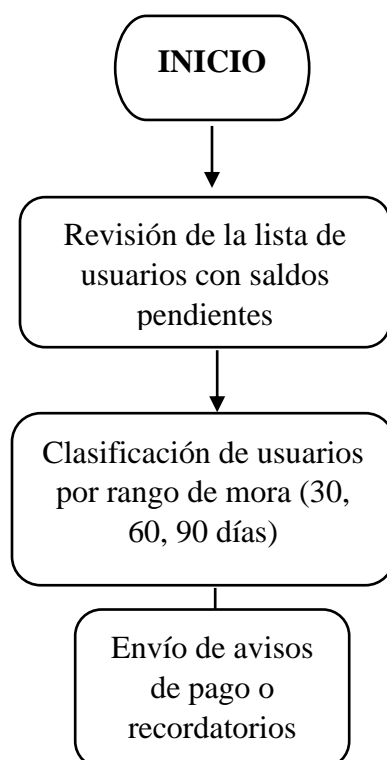 INICIO
Revisión de la lista de
usuarios con saldos
pendientes
Clasificación de usuarios
por rango de mora (30,
60, 90 días)
Envío de avisos
de pago o
recordatorios